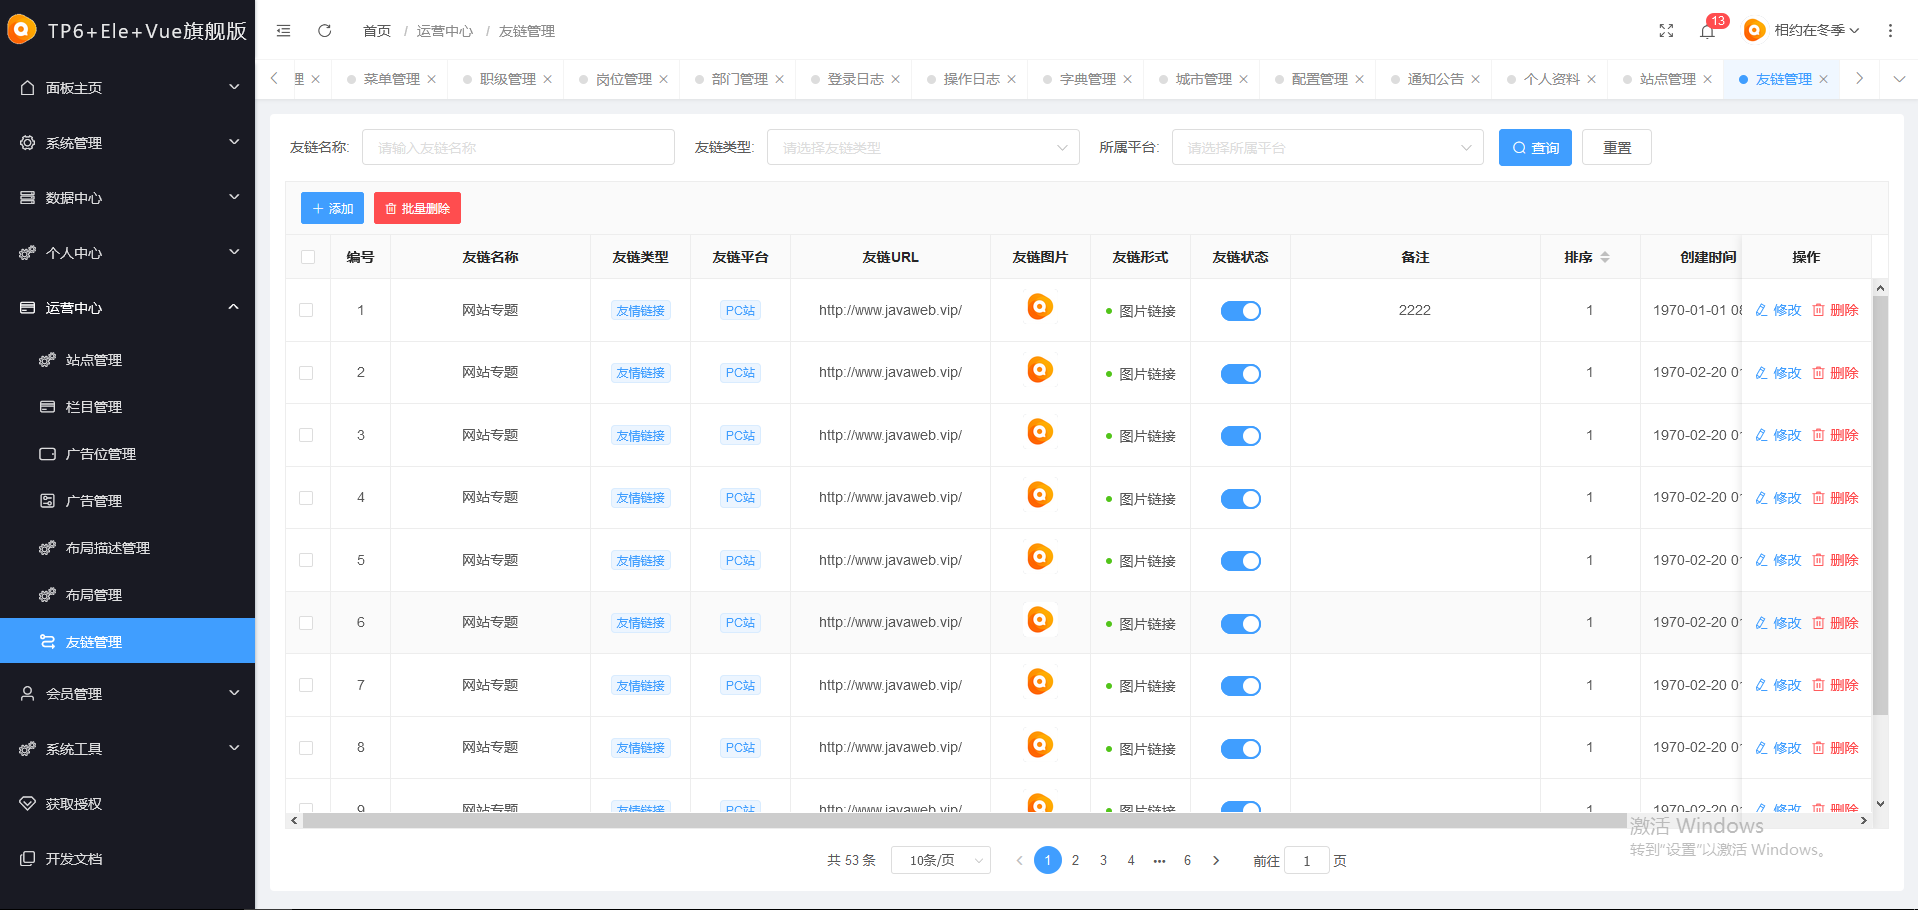 TP6+Ele+Vue旗舰版
面板主页
系统管理
数据中心
个人中心
运营中心
站点管理
栏目管理
广告位管理
广告管理
布局描述管理
布局管理
友链管理
会员管理
系统工具
获取授权
开发文档
首页 / 运营中心 / 友链管理
13
相约在冬季
理 菜单管理 职级管理 岗位管理 部门管理 登录日志 操作日志 字典管理 城市管理 配置管理 通知公告 个人资料 站点管理 友链管理
友链名称: 请输入友链名称 友链类型: 请选择友链类型 所属平台: 请选择所属平台 查询 重置
添加 批量删除
编号 友链名称 友链类型 友链平台 友链URL 友链图片 友链形式 友链状态 备注 排序 创建时间 操作
1 网站专题 友情链接 PC站 http://www.javaweb.vip/ 图片链接 2222 1 1970-01-01 08 修改 删除
2 网站专题 友情链接 PC站 http://www.javaweb.vip/ 图片链接 1 1970-02-20 01 修改 删除
3 网站专题 友情链接 PC站 http://www.javaweb.vip/ 图片链接 1 1970-02-20 01 修改 删除
4 网站专题 友情链接 PC站 http://www.javaweb.vip/ 图片链接 1 1970-02-20 01 修改 删除
5 网站专题 友情链接 PC站 http://www.javaweb.vip/ 图片链接 1 1970-02-20 01 修改 删除
6 网站专题 友情链接 PC站 http://www.javaweb.vip/ 图片链接 1 1970-02-20 01 修改 删除
7 网站专题 友情链接 PC站 http://www.javaweb.vip/ 图片链接 1 1970-02-20 01 修改 删除
8 网站专题 友情链接 PC站 http://www.javaweb.vip/ 图片链接 1 1970-02-20 01 修改 删除
9 网站专题 友情链接 PC站 http://www.javaweb.vip/ 图片链接 1 1970-02-20 01 修改 删除
激活 Windows
转到"设置"以激活 Windows。
共 53 条 10条/页 1 2 3 4 ••• 6 前往 1 页